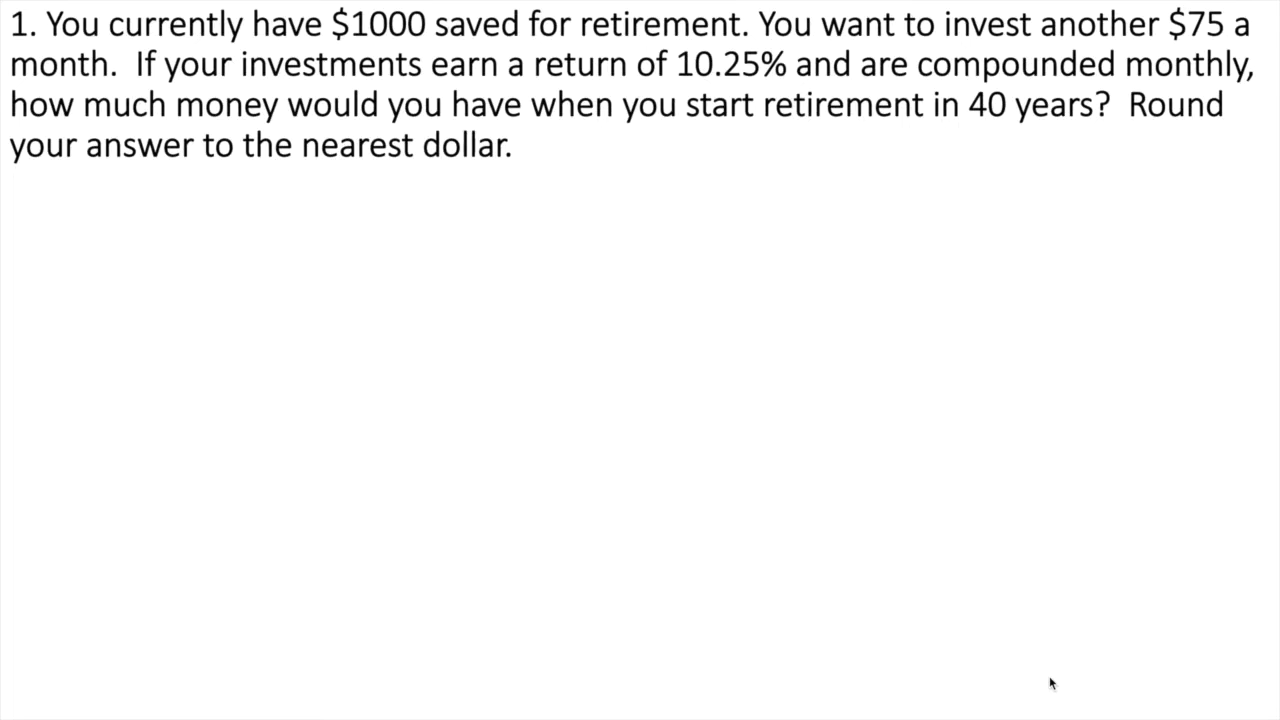 1. You currently have $1000 saved for retirement. You want to invest another $75 a
month.  If your investments earn a return of 10.25% and are compounded monthly,
how much money would you have when you start retirement in 40 years?  Round
your answer to the nearest dollar.